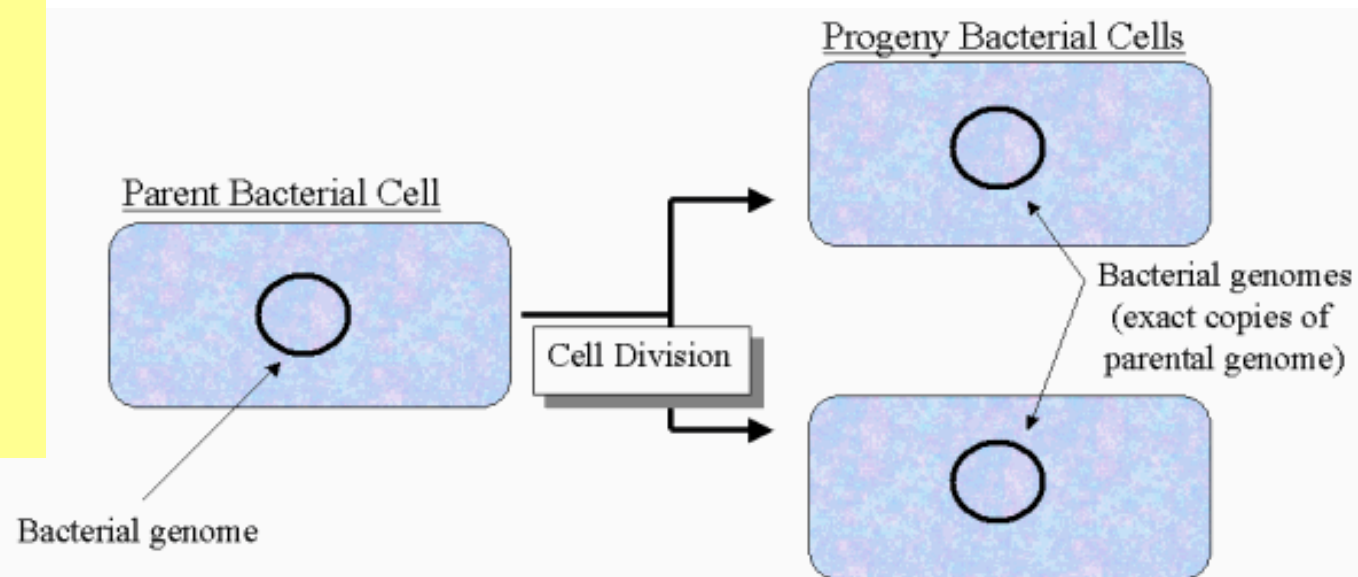 Progeny Bacterial Cells
Parent Bacterial Cell
Cell Division
Bacterial genomes
(exact copies of
parental genome)
Bacterial genome